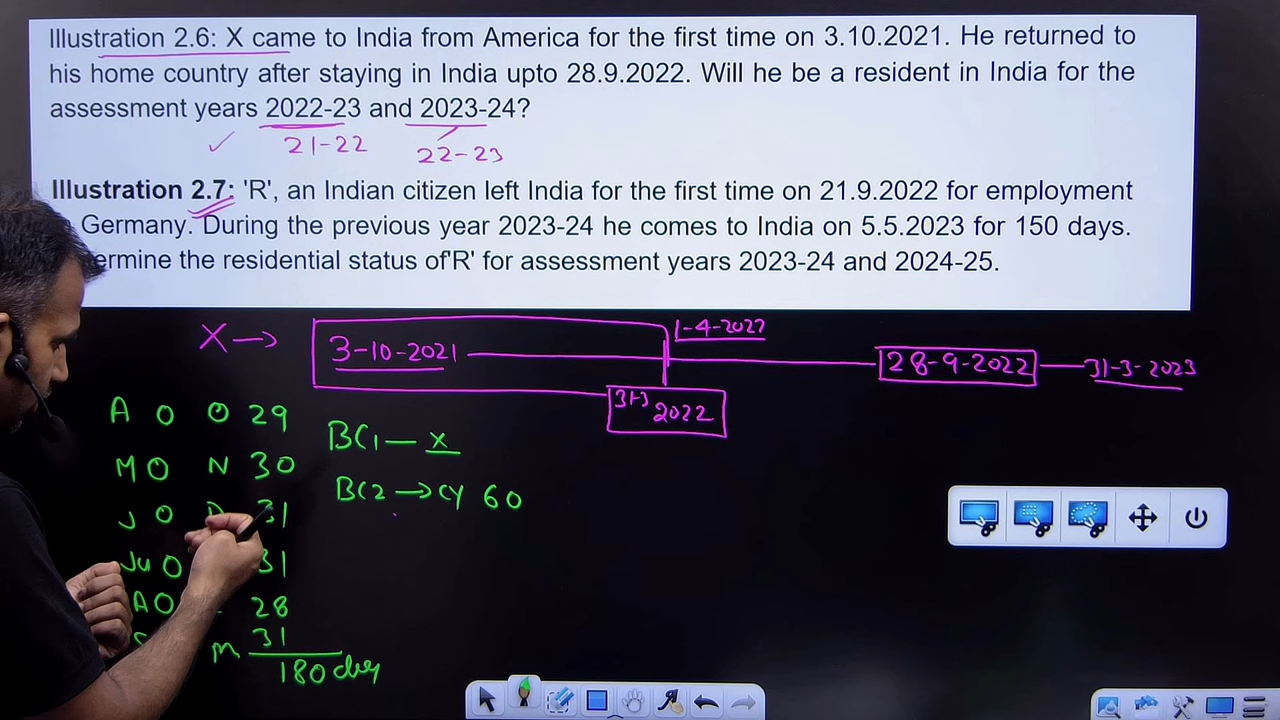 Illustration 2.6: X came to India from America for the first time on 3.10.2021. He returned to
his home country after staying in India upto 28.9.2022. Will he be a resident in India for the
assessment years 2022-23 and 2023-24?
21-22 22-23
Illustration 2.7: 'R', an Indian citizen left India for the first time on 21.9.2022 for employment
Germany. During the previous year 2023-24 he comes to India on 5.5.2023 for 150 days.
the residential status of'R' for assessment years 2023-24 and 2024-25.
X → 3-10-2021 1-4-2022 28-9-2022 31-3-2023
31-3 2022
A 0 O 29
M 0 N 30
J 0 31
Ju 0 31
A 0 28
M 31
180 days
BC1 — x
BC2 → CY 60